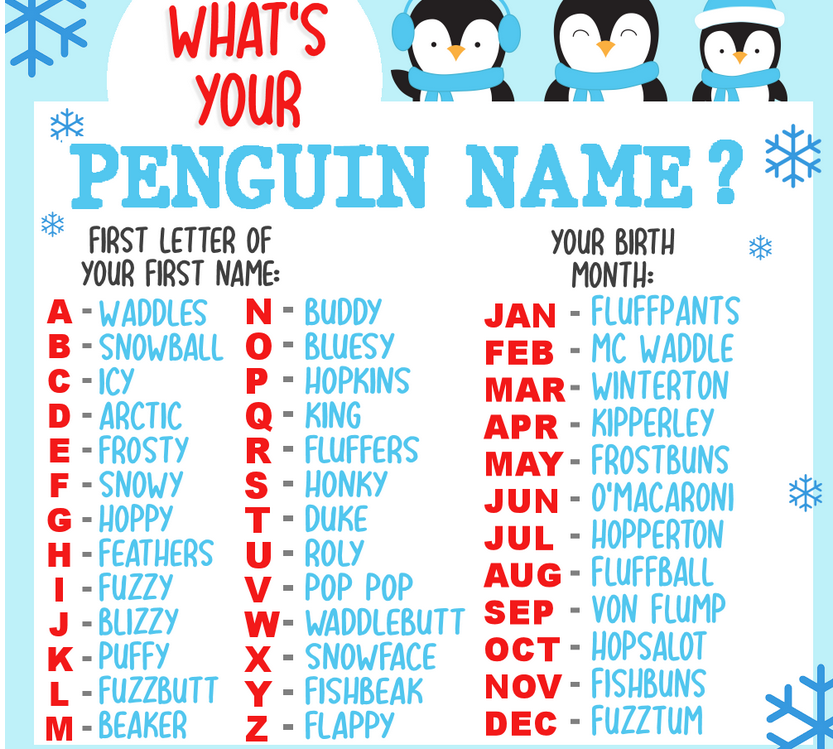 WHAT'S
YOUR
PENGUIN NAME?
FIRST LETTER OF
YOUR FIRST NAME:
A - WADDLES
B - SNOWBALL
C - ICY
D - ARCTIC
E - FROSTY
F - SNOWY
G - HOPPY
H - FEATHERS
I - FUZZY
J - BLIZZY
K - PUFFY
L - FUZZBUTT
M - BEAKER
N - BUDDY
O - BLUESY
P - HOPKINS
Q - KING
R - FLUFFERS
S - HONKY
T - DUKE
U - ROLY
V - POP POP
W - WADDLEBUTT
X - SNOWFACE
Y - FISHBEAK
Z - FLAPPY
YOUR BIRTH
MONTH:
JAN - FLUFFPANTS
FEB - MC WADDLE
MAR - WINTERTON
APR - KIPPERLEY
MAY - FROSTBUNS
JUN - O'MACARONI
JUL - HOPPERTON
AUG - FLUFFBALL
SEP - VON FLUMP
OCT - HOPSALOT
NOV - FISHBUNS
DEC - FUZZTUM